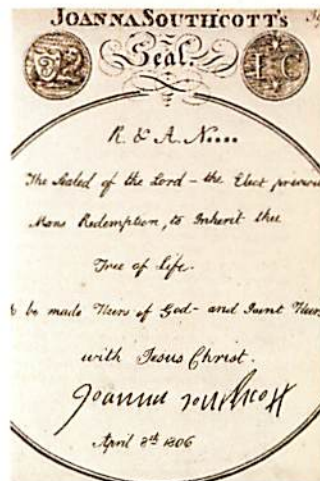 JOANNA SOUTHCOTT'S
Seal.
I C
R. & A. N....
The Sealed of the Lord – the Elect precious
Mans Redemption, to Inherit the
Tree of Life.
to be made Heirs of God – and Joint Heirs
with Jesus Christ.
Joanna Southcott
April 8th 1806